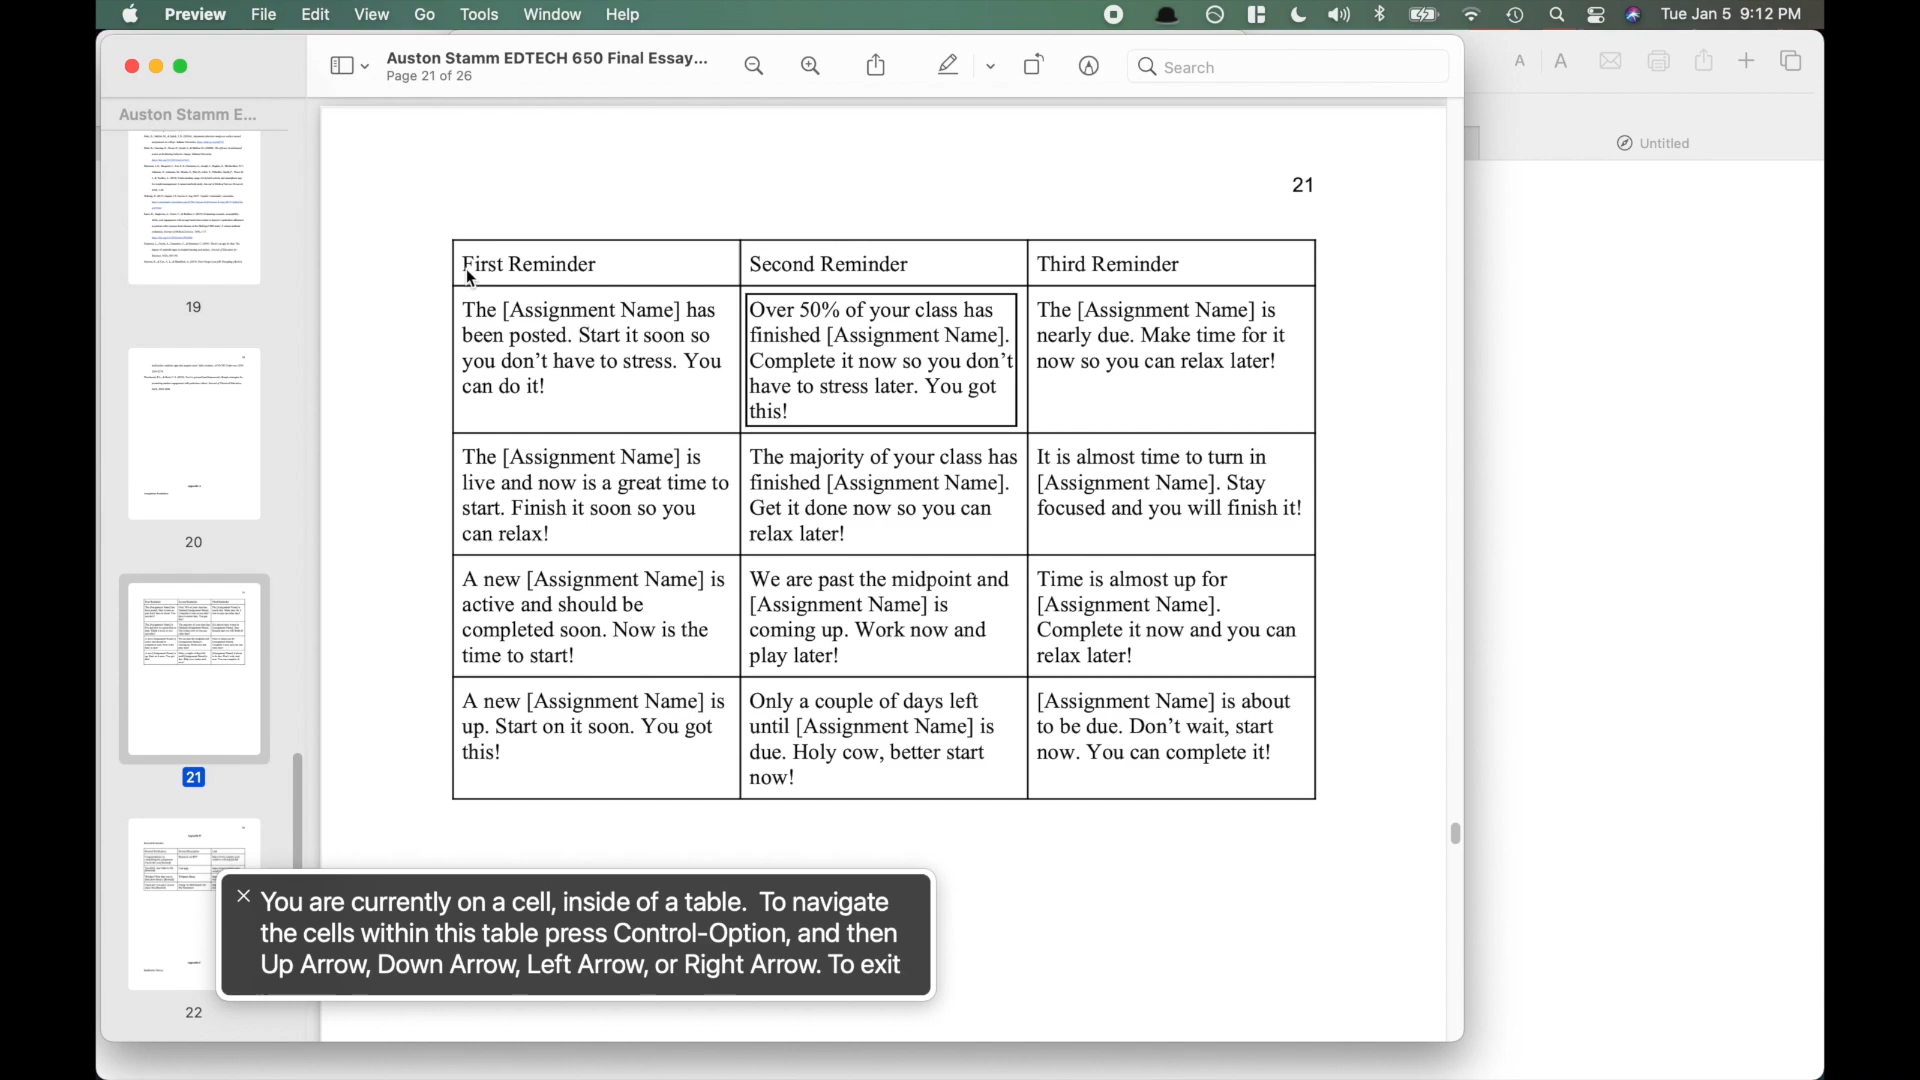 Preview File Edit View Go Tools Window Help
Tue Jan 5 9:12 PM
Auston Stamm EDTECH 650 Final Essay...
Page 21 of 26
Search
A A
Auston Stamm E...
Untitled
19
20
21
22
21
First Reminder
Second Reminder
Third Reminder
The [Assignment Name] has
been posted. Start it soon so
you don’t have to stress. You
can do it!
Over 50% of your class has
finished [Assignment Name].
Complete it now so you don’t
have to stress later. You got
this!
The [Assignment Name] is
nearly due. Make time for it
now so you can relax later!
The [Assignment Name] is
live and now is a great time to
start. Finish it soon so you
can relax!
The majority of your class has
finished [Assignment Name].
Get it done now so you can
relax later!
It is almost time to turn in
[Assignment Name]. Stay
focused and you will finish it!
A new [Assignment Name] is
active and should be
completed soon. Now is the
time to start!
We are past the midpoint and
[Assignment Name] is
coming up. Work now and
play later!
Time is almost up for
[Assignment Name].
Complete it now and you can
relax later!
A new [Assignment Name] is
up. Start on it soon. You got
this!
Only a couple of days left
until [Assignment Name] is
due. Holy cow, better start
now!
[Assignment Name] is about
to be due. Don’t wait, start
now. You can complete it!
You are currently on a cell, inside of a table. To navigate
the cells within this table press Control-Option, and then
Up Arrow, Down Arrow, Left Arrow, or Right Arrow. To exit